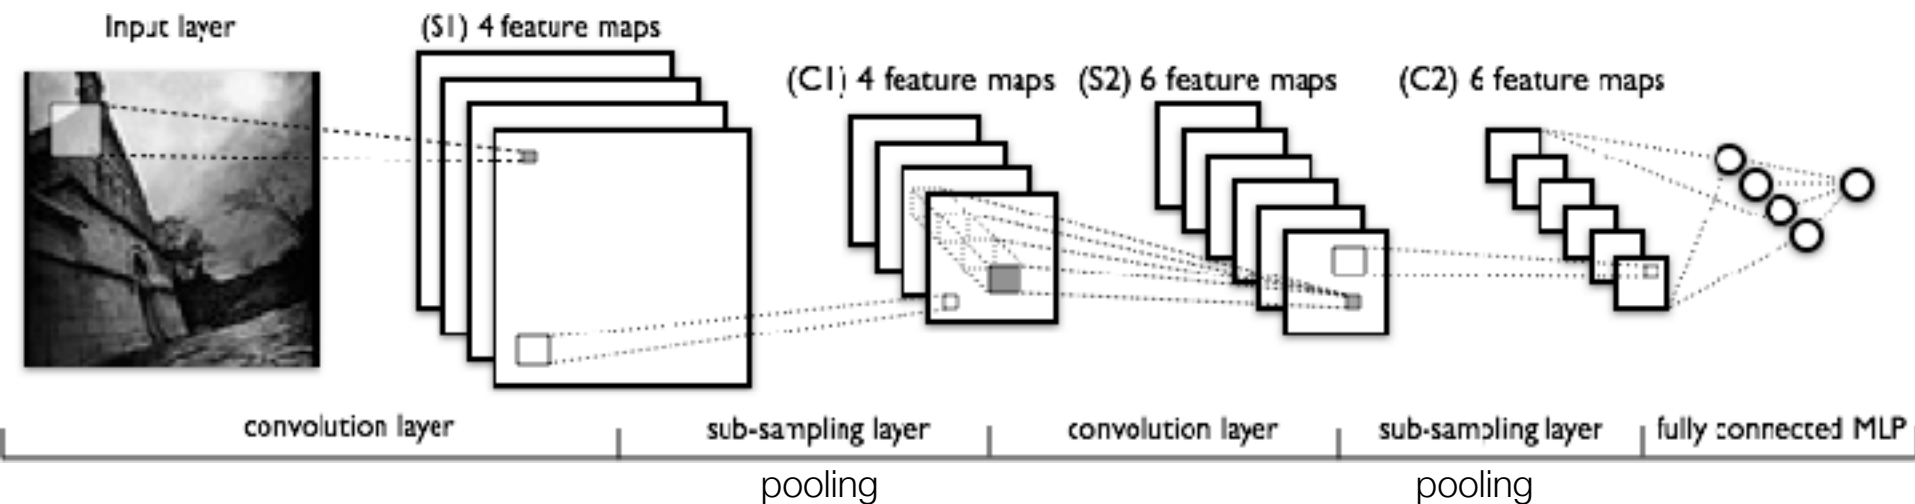 Input layer
(S1) 4 feature maps
(C1) 4 feature maps
(S2) 6 feature maps
(C2) 6 feature maps
convolution layer
sub-sampling layer
convolution layer
sub-sampling layer
fully connected MLP
pooling
pooling